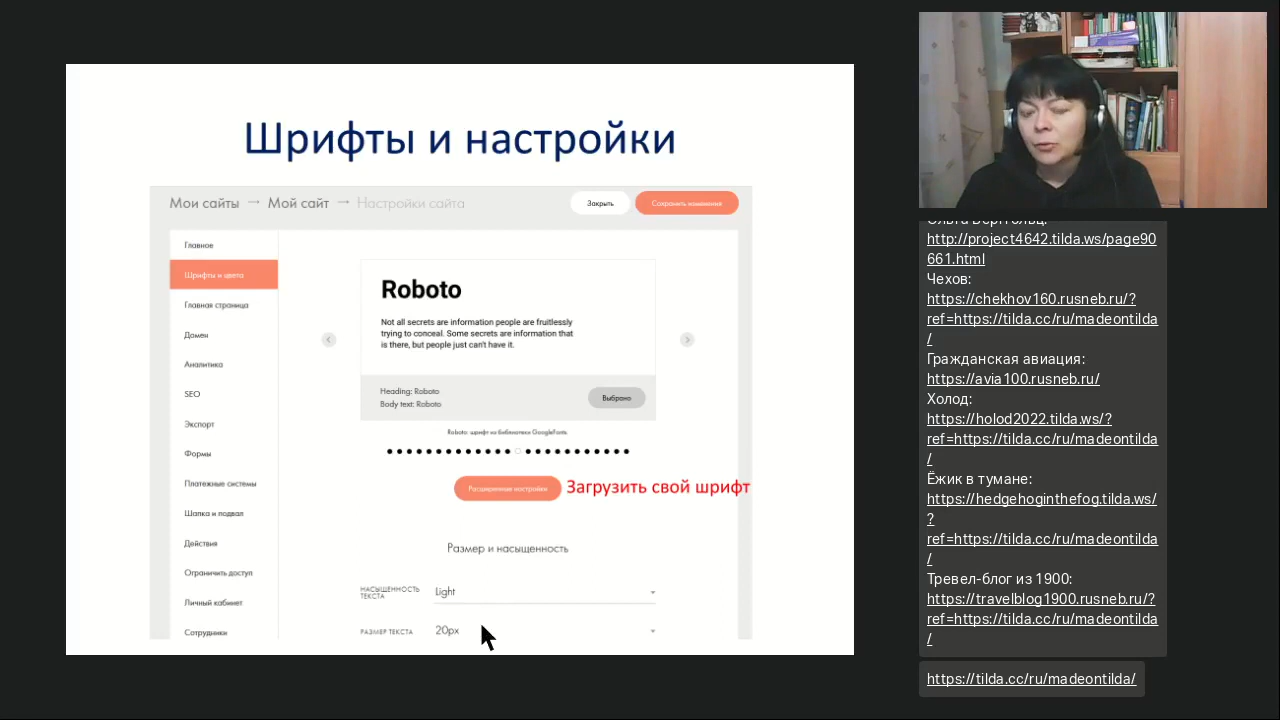 Шрифты и настройки
Мои сайты → Мой сайт → Настройки сайта
Закрыть
Сохранить изменения
Главное
Шрифты и цвета
Главная страница
Домен
Аналитика
SEO
Экспорт
Формы
Платежные системы
Шапка и подвал
Действия
Ограничить доступ
Личный кабинет
Сотрудники
Roboto
Not all secrets are information people are fruitlessly
trying to conceal. Some secrets are information that
is there, but people just can't have it.
Heading: Roboto
Body text: Roboto
Выбрано
Roboto: шрифт из библиотеки GoogleFonts.
Расширенные настройки
Загрузить свой шрифт
Размер и насыщенность
НАСЫЩЕННОСТЬ
ТЕКСТА
Light
РАЗМЕР ТЕКСТА
20px
http://project4642.tilda.ws/page90
661.html
Чехов:
https://chekhov160.rusneb.ru/?
ref=https://tilda.cc/ru/madeontilda
/
Гражданская авиация:
https://avia100.rusneb.ru/
Холод:
https://holod2022.tilda.ws/?
ref=https://tilda.cc/ru/madeontilda
/
Ёжик в тумане:
https://hedgehoginthefog.tilda.ws/
?
ref=https://tilda.cc/ru/madeontilda
/
Тревел-блог из 1900:
https://travelblog1900.rusneb.ru/?
ref=https://tilda.cc/ru/madeontilda
/
https://tilda.cc/ru/madeontilda/